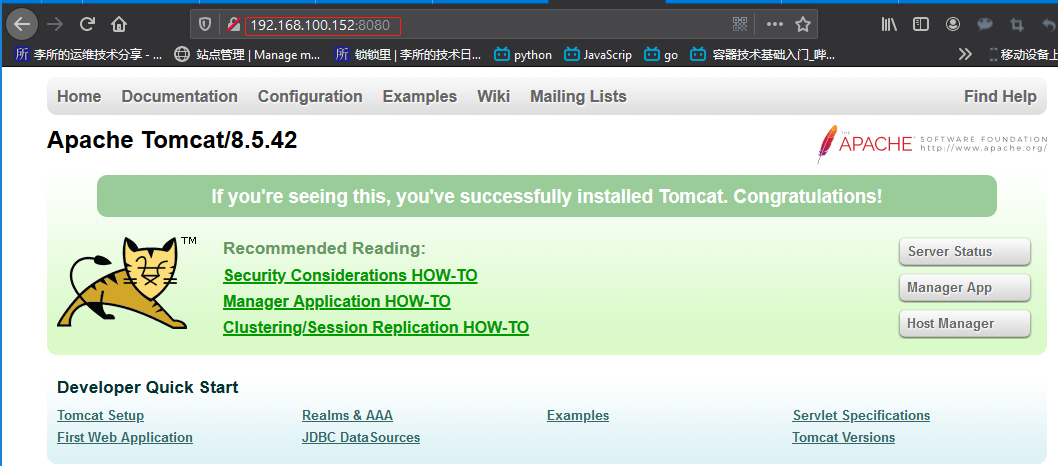 192.168.100.152:8080
所 李所的运维技术分享 - ... 站点管理 | Manage m... 所 锁锁里 | 李所的技术日... python JavaScrip go 容器技术基础入门_哔... 移动设备上
Home Documentation Configuration Examples Wiki Mailing Lists Find Help
Apache Tomcat/8.5.42
THE APACHE SOFTWARE FOUNDATION
http://www.apache.org/
If you're seeing this, you've successfully installed Tomcat. Congratulations!
TM
Recommended Reading:
Security Considerations HOW-TO
Manager Application HOW-TO
Clustering/Session Replication HOW-TO
Server Status
Manager App
Host Manager
Developer Quick Start
Tomcat Setup Realms & AAA Examples Servlet Specifications
First Web Application JDBC DataSources Tomcat Versions